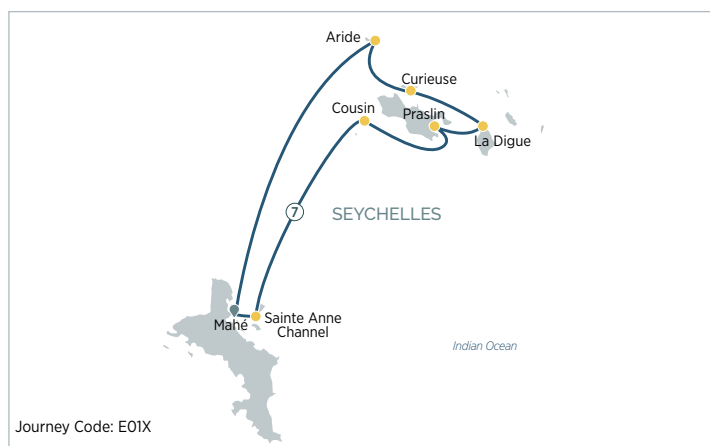 Aride
Curieuse
Cousin
Praslin
La Digue
7
SEYCHELLES
Mahé
Sainte Anne
Channel
Indian Ocean
Journey Code: E01X